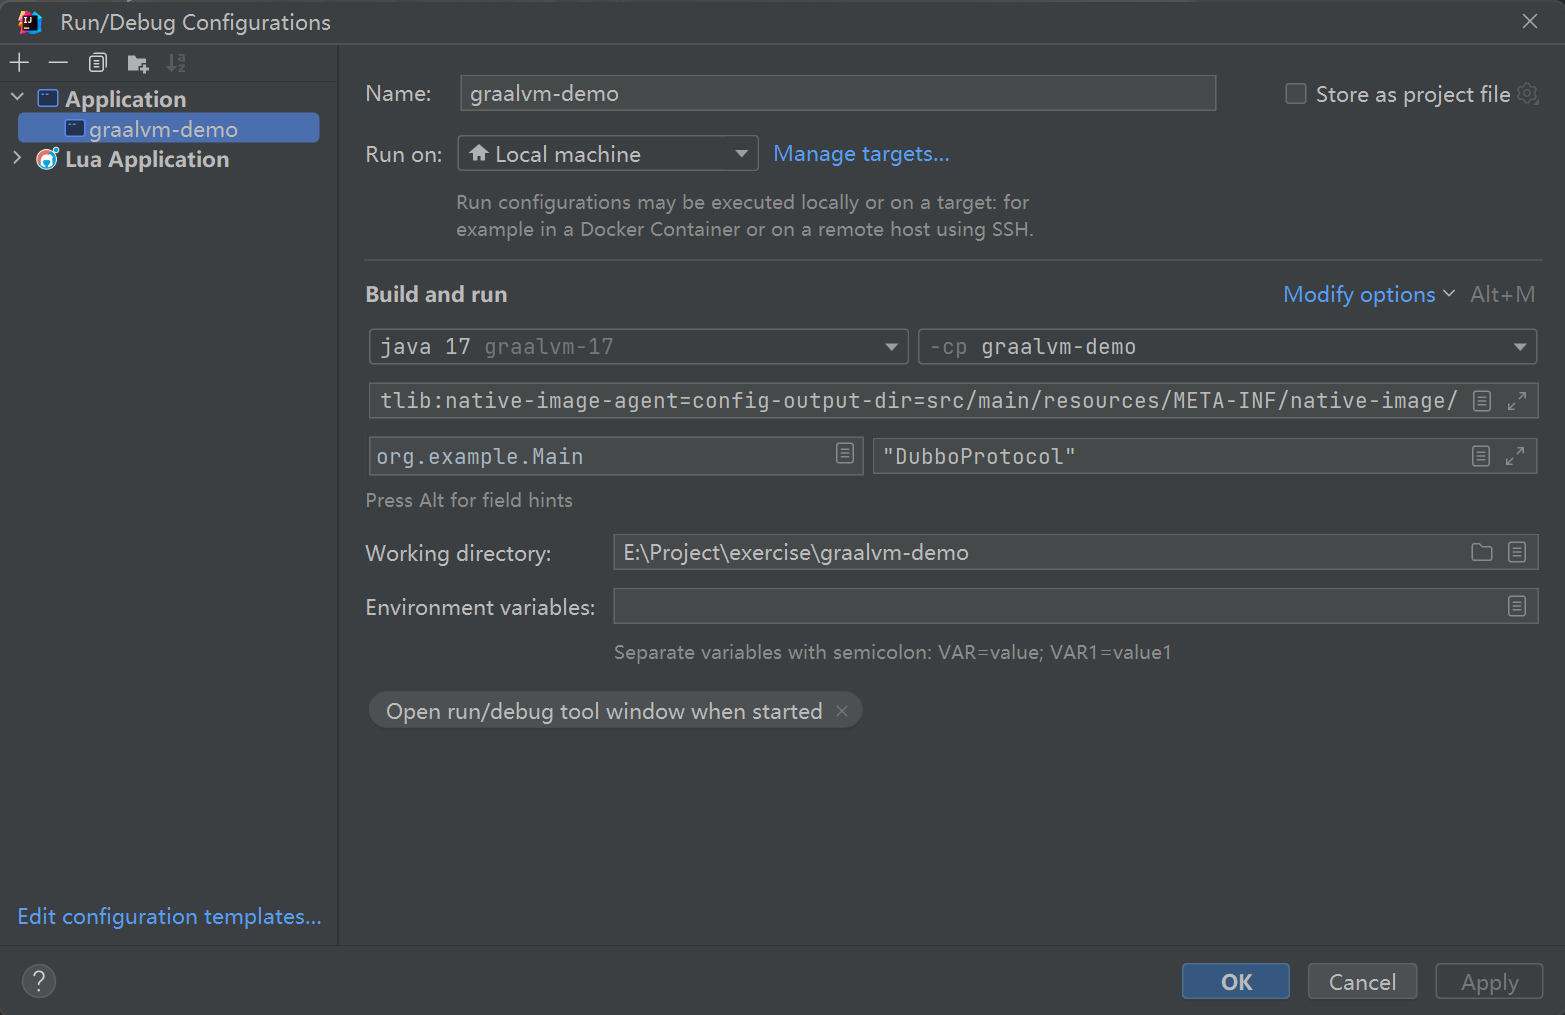 Run/Debug Configurations
Application
graalvm-demo
Lua Application
Edit configuration templates...
Name: graalvm-demo
Store as project file
Run on: Local machine Manage targets...
Run configurations may be executed locally or on a target: for
example in a Docker Container or on a remote host using SSH.
Build and run
Modify options Alt+M
java 17 graalvm-17
-cp graalvm-demo
tlib:native-image-agent=config-output-dir=src/main/resources/META-INF/native-image/
org.example.Main
"DubboProtocol"
Press Alt for field hints
Working directory: E:\Project\exercise\graalvm-demo
Environment variables:
Separate variables with semicolon: VAR=value; VAR1=value1
Open run/debug tool window when started
?
OK
Cancel
Apply